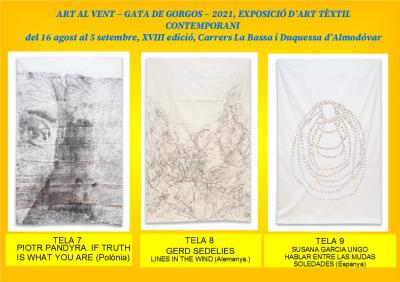 ART AL VENT – GATA DE GORGOS – 2021, EXPOSICIÓ D'ART TÈXTIL
CONTEMPORANI
del 16 agost al 5 setembre, XVIII edició, Carrers La Bassa i Duquessa d'Almodóvar
TELA 7
PIOTR PANDYRA. IF TRUTH
IS WHAT YOU ARE (Polònia)
TELA 8
GERD SEDELIES
LINES IN THE WIND (Alemanya.)
TELA 9
SUSANA GARCIA UNGO
HABLAR ENTRE LAS MUDAS
SOLEDADES (Espanya)